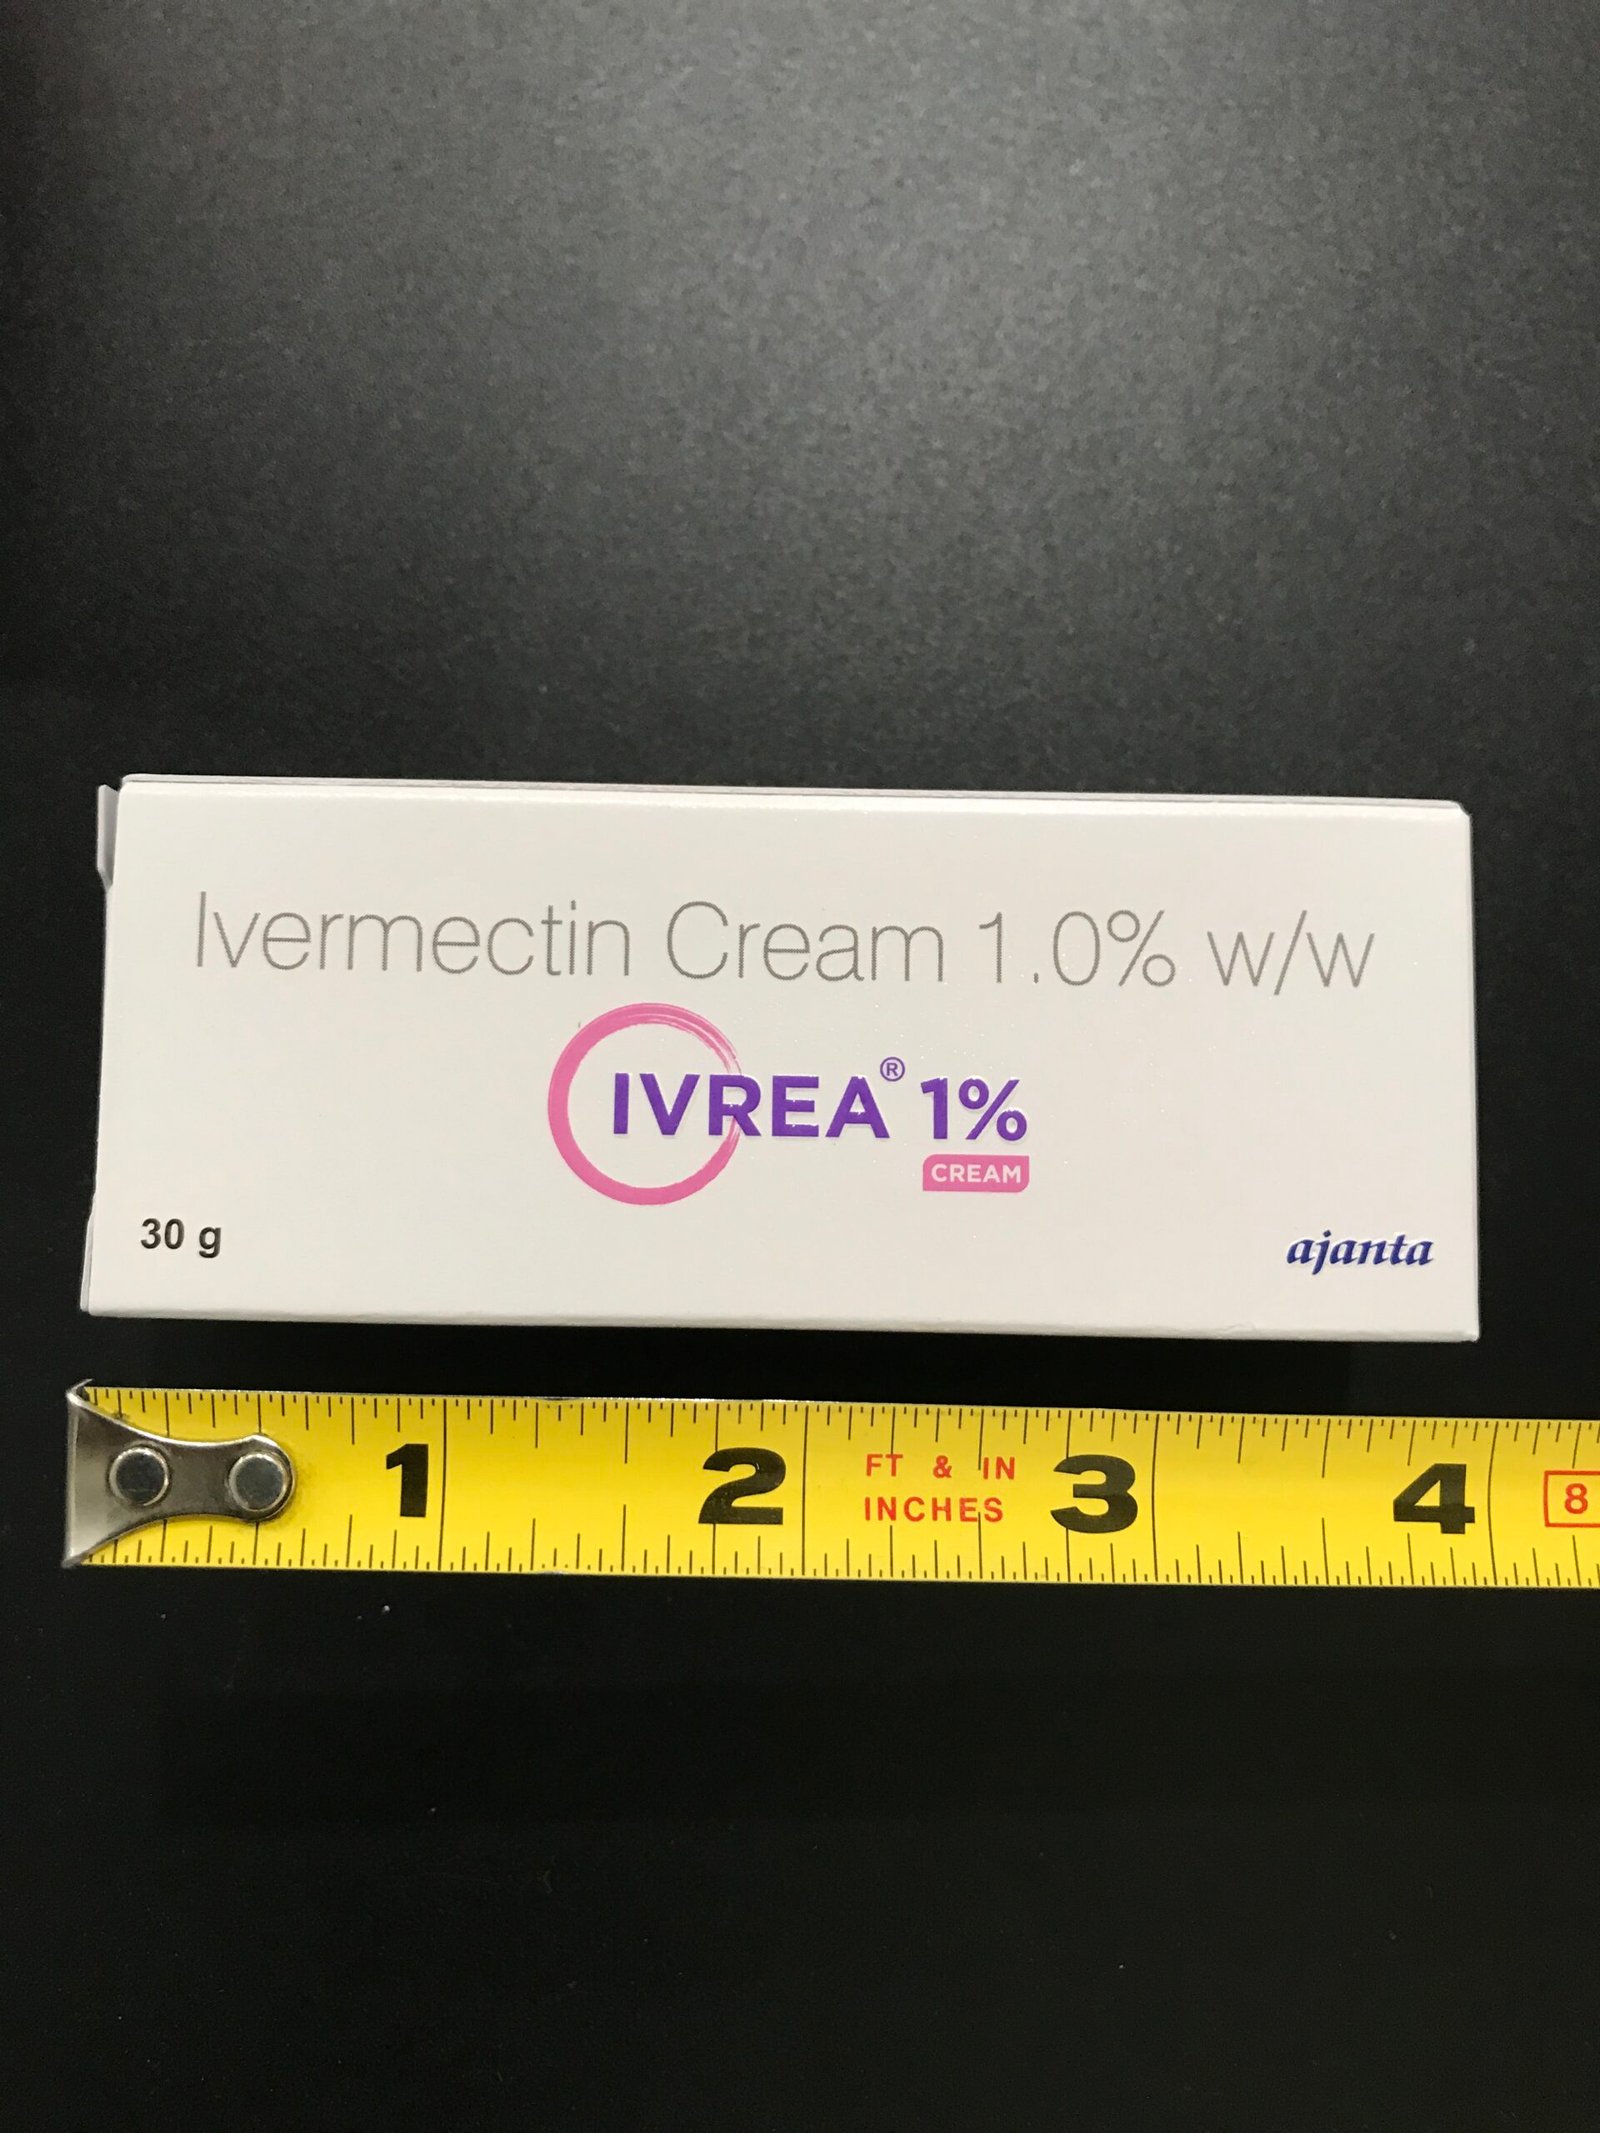 Ivermectin Cream 1.0% w/w
IVREA® 1%
CREAM
30 g
ajanta
1 2 3 4 8
FT & IN
INCHES